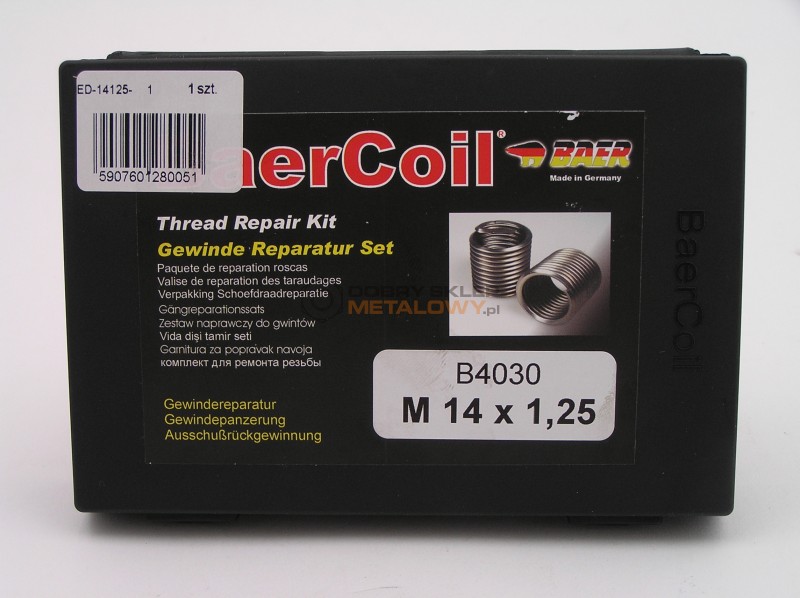 ED-14125- 1 1 szt.
5907601280051
aerCoil®
BAER
Made in Germany
Thread Repair Kit
Gewinde Reparatur Set
Paquete de reparation roscas
Valise de reparation des taraudages
Verpakking Schoefdraadreparatie
Gängreparationssats
Zestaw naprawczy do gwintów
Vida dişi tamir seti
Garnitura za popravak navoja
комплект для ремонта резьбы
DOBRY SKLEP
METALOWY.pl
B4030
M 14 x 1,25
Gewindereparatur
Gewindepanzerung
Ausschußrückgewinnung
BaerCoil